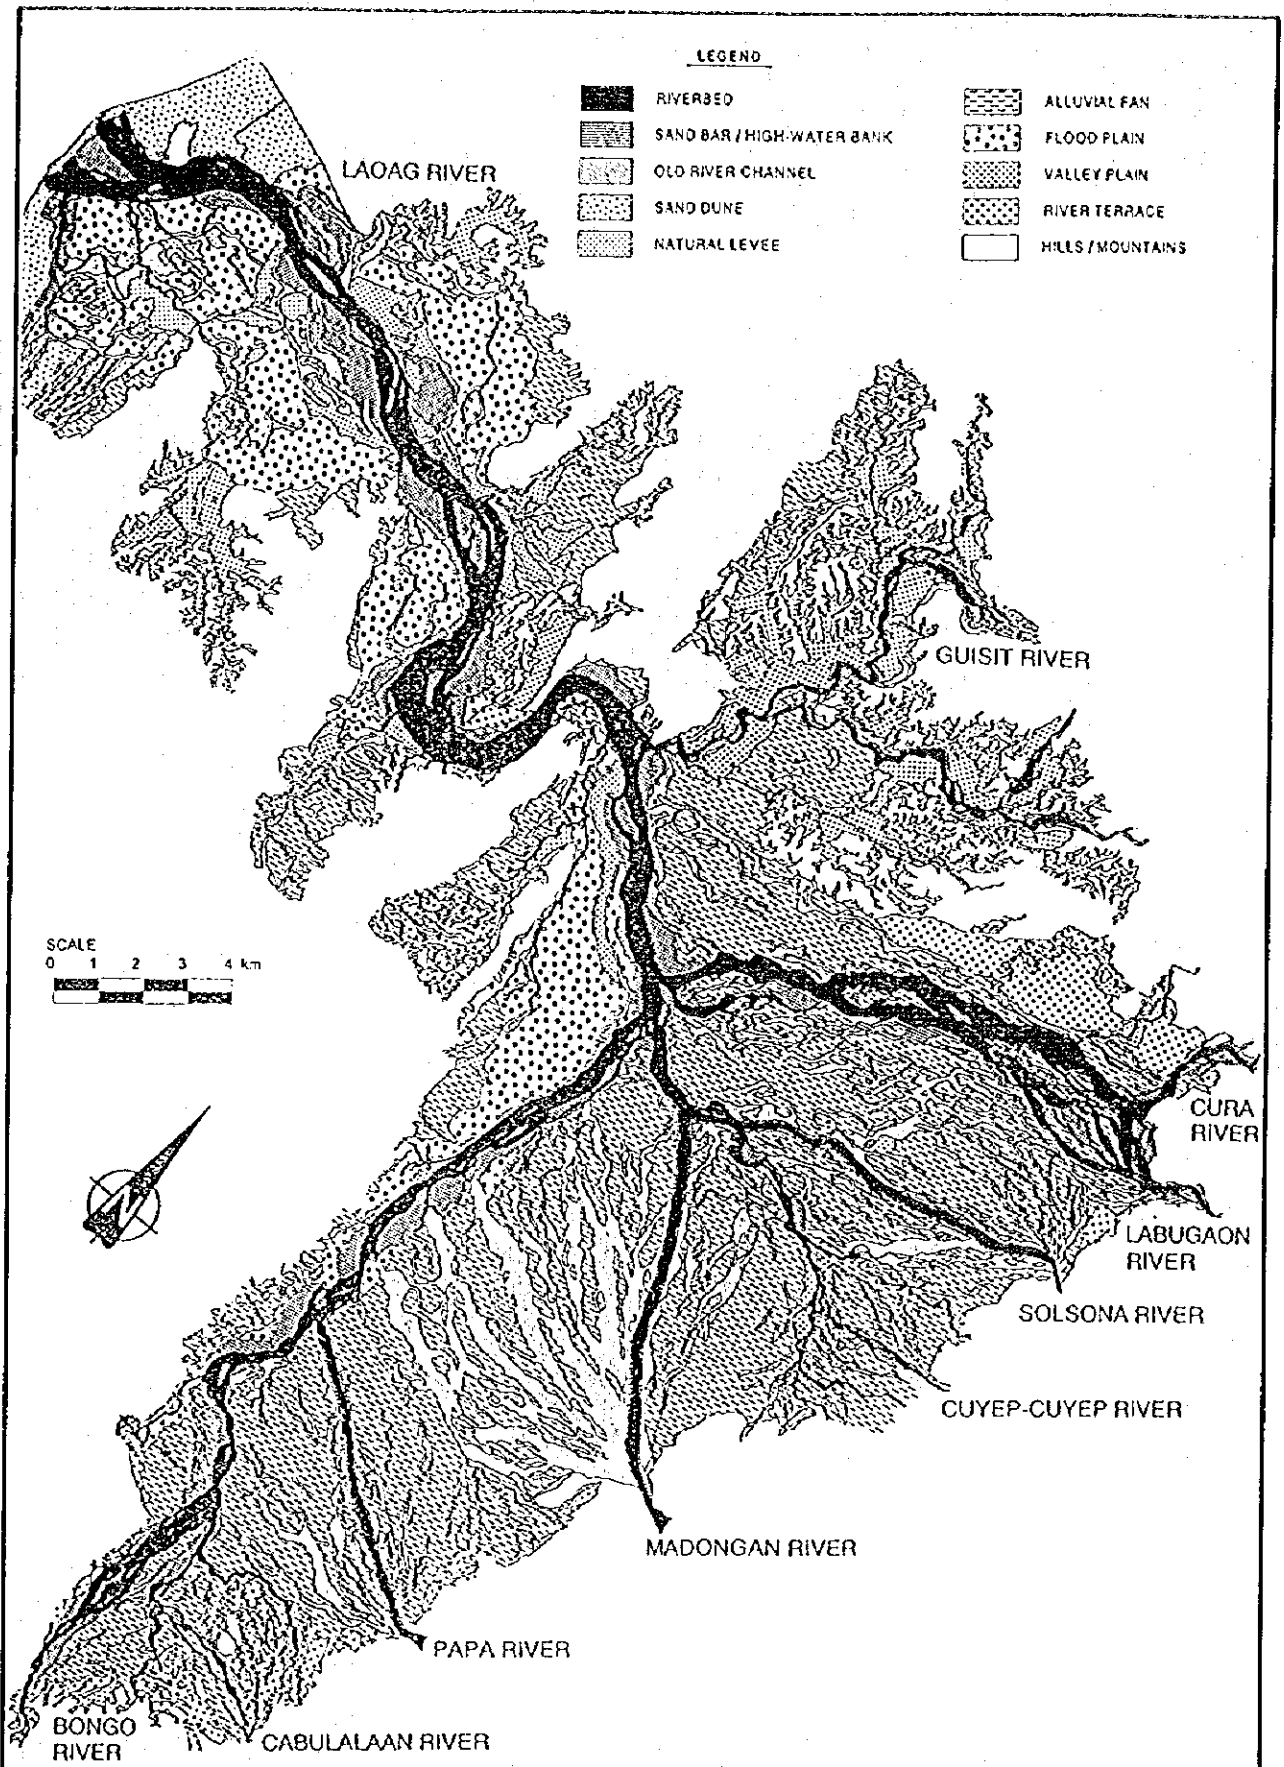 LEGEND
RIVERBED
SAND BAR / HIGH-WATER BANK
OLD RIVER CHANNEL
SAND DUNE
NATURAL LEVEE
ALLUVIAL FAN
FLOOD PLAIN
VALLEY PLAIN
RIVER TERRACE
HILLS / MOUNTAINS
LAOAG RIVER
GUISIT RIVER
SCALE
0 1 2 3 4 km
N
CURA
RIVER
LABUGAON
RIVER
SOLSONA RIVER
CUYEP-CUYEP RIVER
MADONGAN RIVER
PAPA RIVER
BONGO
RIVER
CABULALAAN RIVER